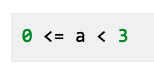 0 <= a < 3